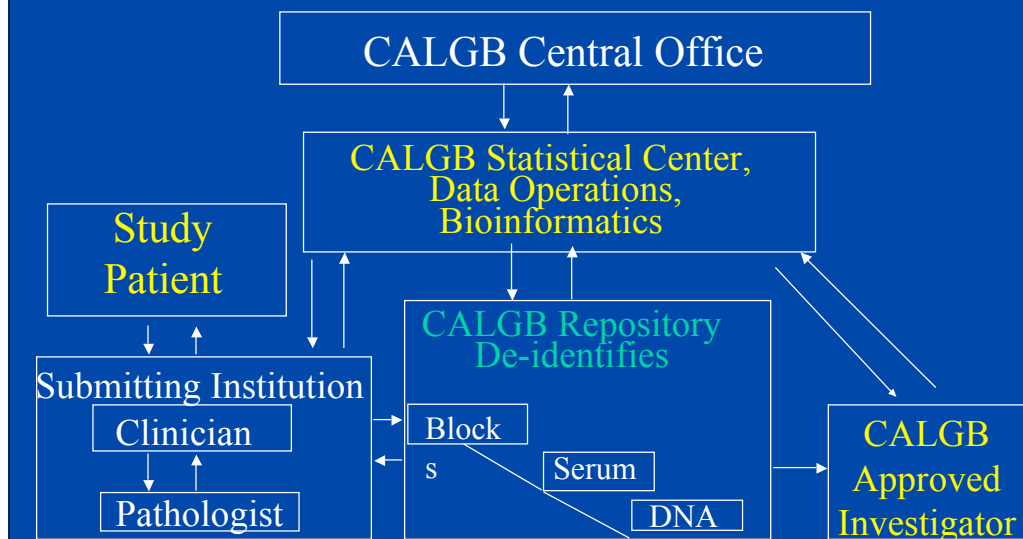 CALGB Central Office
CALGB Statistical Center,
Data Operations,
Bioinformatics
Study
Patient
CALGB Repository
De-identifies
Submitting Institution
Clinician
Pathologist
Block
s
Serum
DNA
CALGB
Approved
Investigator